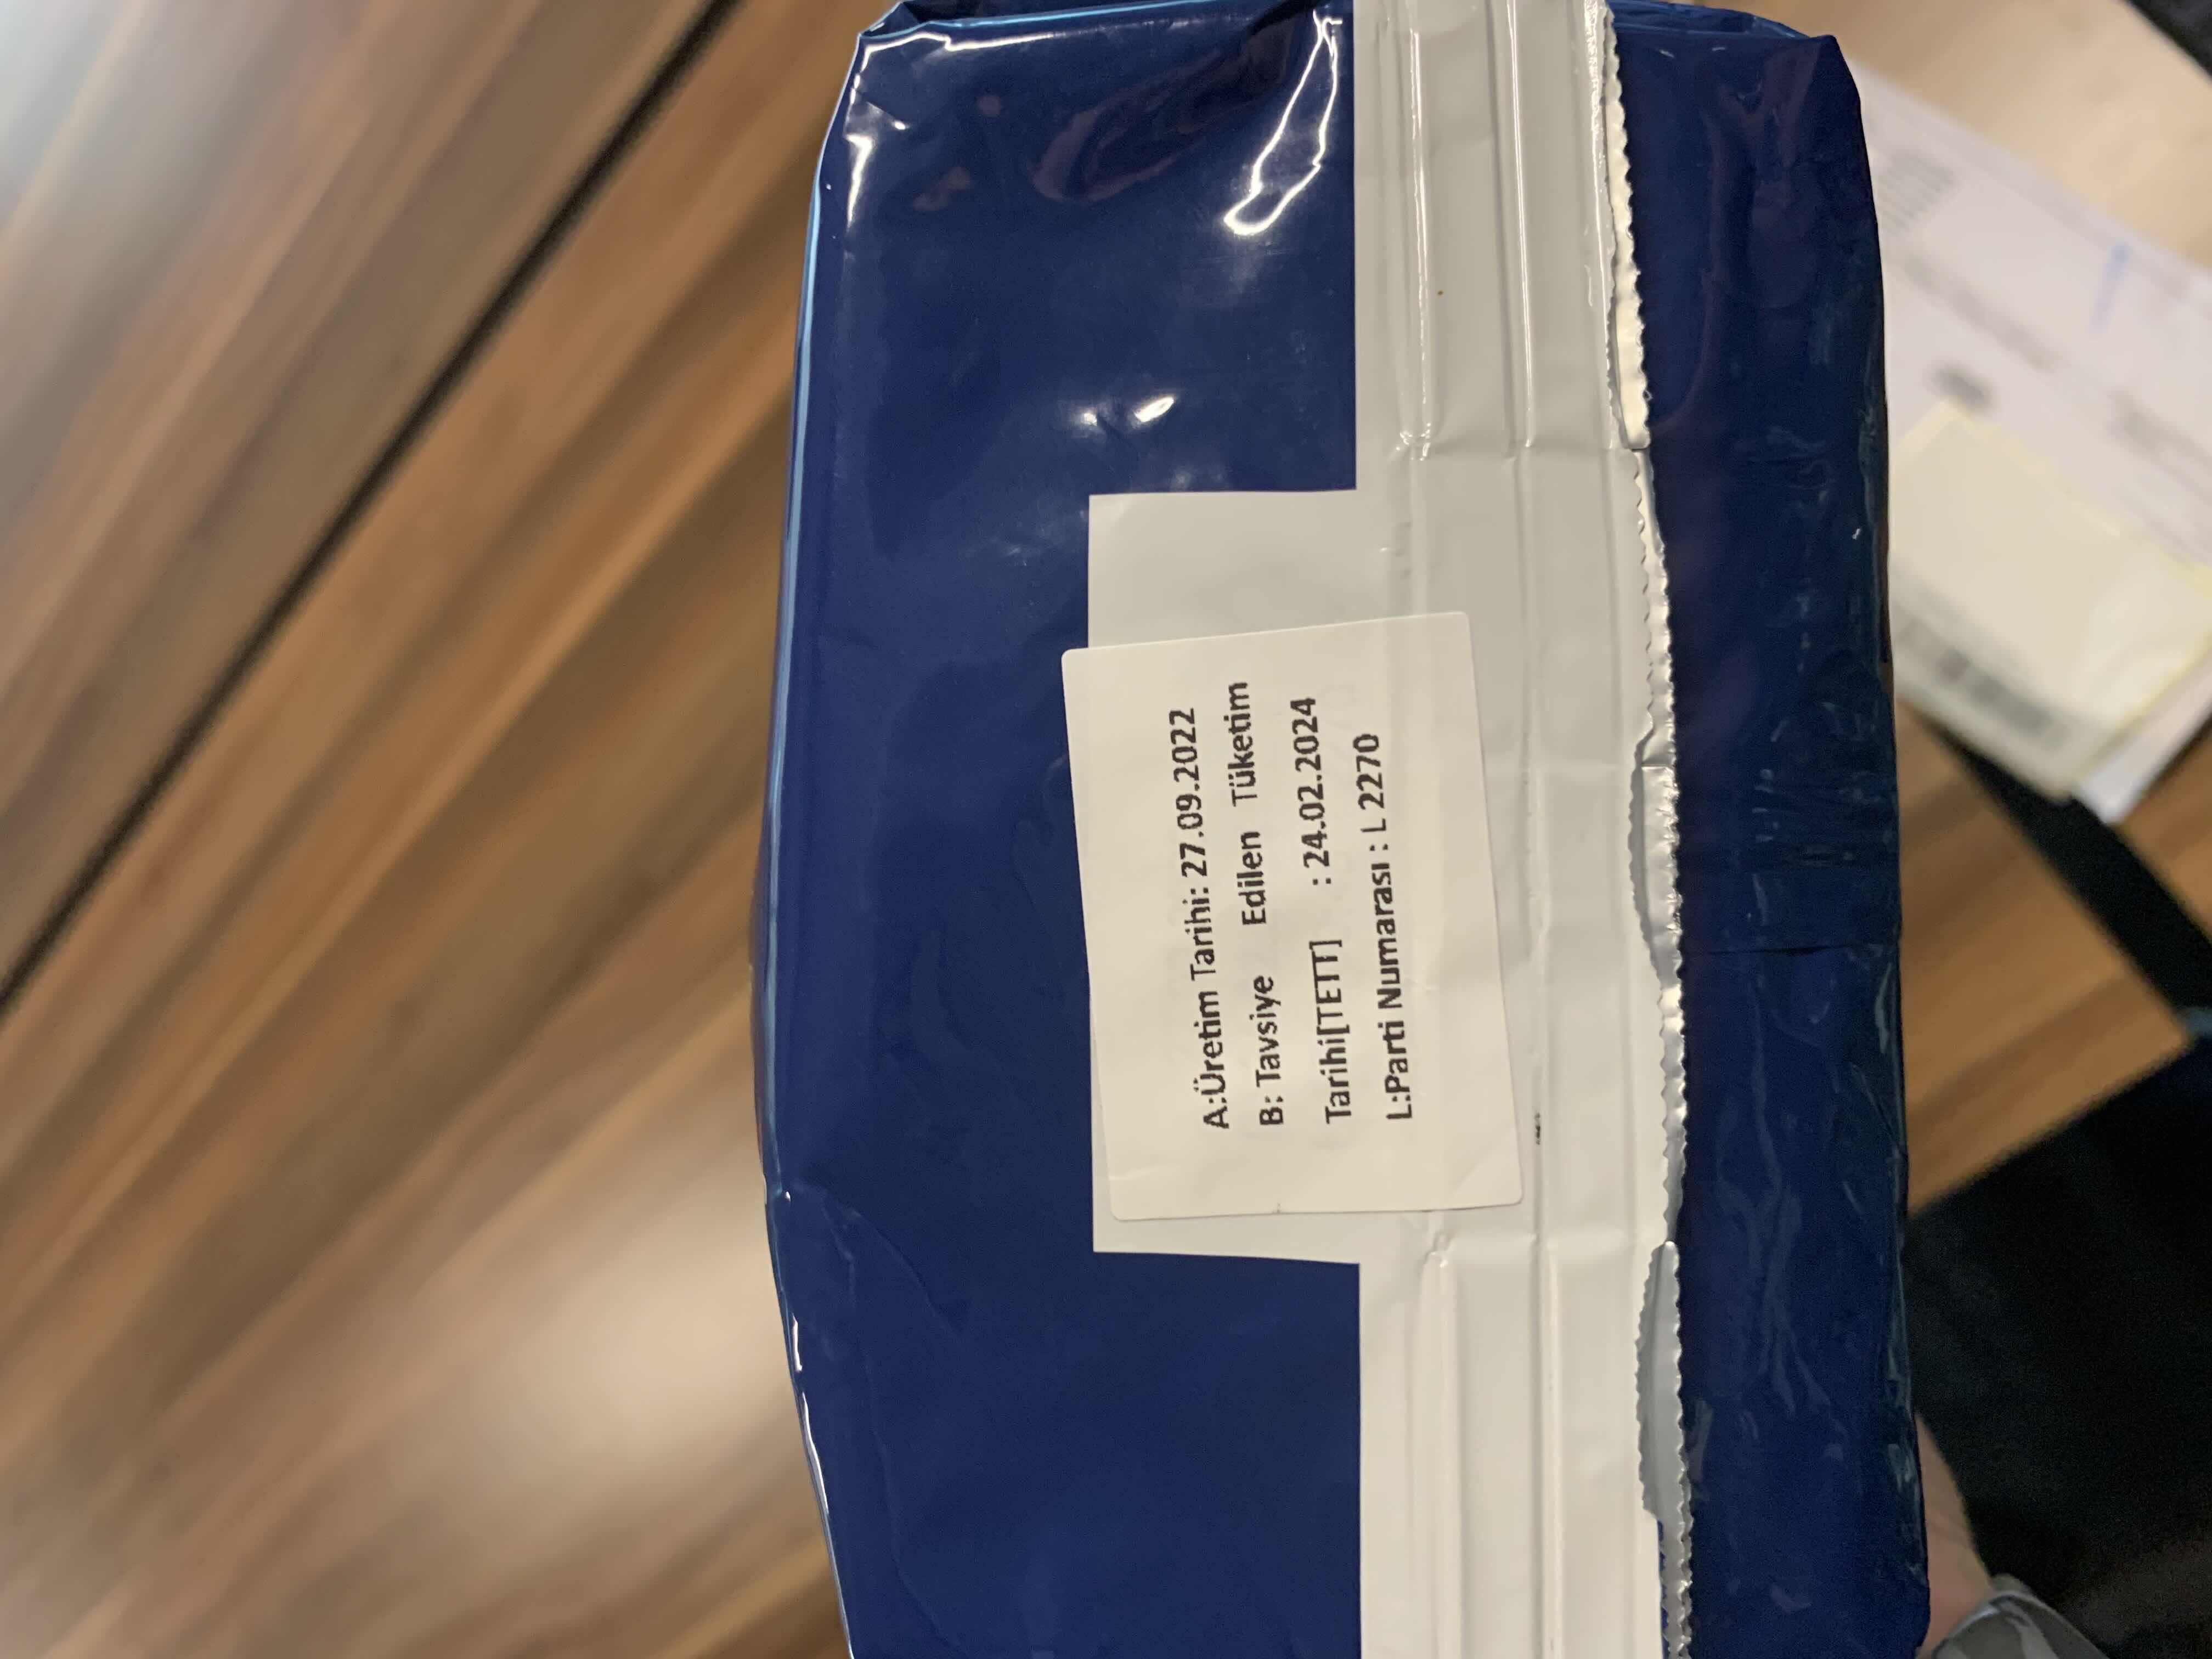 A:Üretim Tarihi: 27.09.2022
B: Tavsiye Edilen Tüketim
Tarihi[TETT] : 24.02.2024
L:Parti Numarası : L 2270